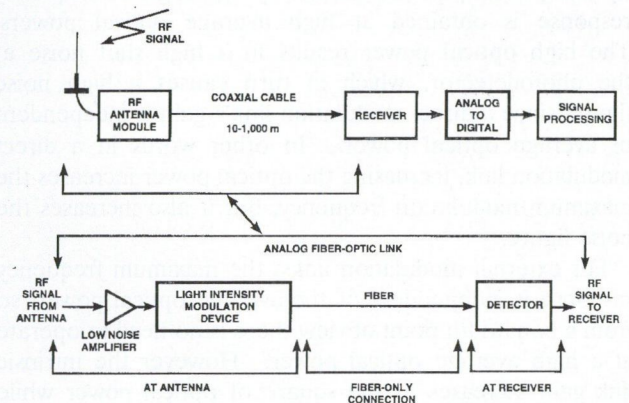 RF
SIGNAL
RF
ANTENNA
MODULE
COAXIAL CABLE
10-1,000 m
RECEIVER
ANALOG
TO
DIGITAL
SIGNAL
PROCESSING
ANALOG FIBER-OPTIC LINK
RF
SIGNAL
FROM
ANTENNA
LOW NOISE
AMPLIFIER
LIGHT INTENSITY
MODULATION
DEVICE
FIBER
DETECTOR
RF
SIGNAL
TO
RECEIVER
AT ANTENNA
FIBER-ONLY
CONNECTION
AT RECEIVER